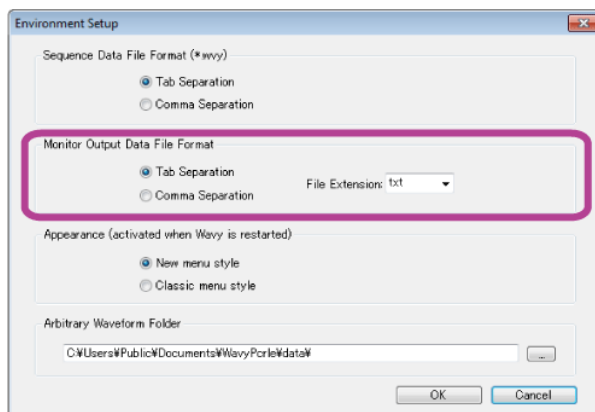 Environment Setup
Sequence Data File Format (*.wvy)
Tab Separation
Comma Separation
Monitor Output Data File Format
Tab Separation
File Extension: txt
Comma Separation
Appearance (activated when Wavy is restarted)
New menu style
Classic menu style
Arbitrary Waveform Folder
C:¥Users¥Public¥Documents¥WavyPcrle¥data¥
...
OK
Cancel